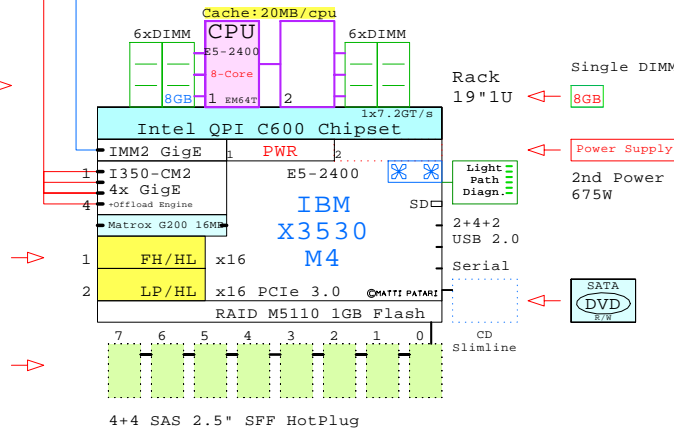 Cache:20MB/cpu
6xDIMM
CPU
6xDIMM
E5-2400
8-Core
8GB
1 EM64T
2
Rack
19"1U
Single DIMM
8GB
1x7.2GT/s
Intel QPI C600 Chipset
IMM2 GigE
1
PWR
2
Power Supply
1
I350-CM2
E5-2400
4x GigE
4
+Offload Engine
Light
Path
Diagn.
2nd Power
675W
IBM
X3530
M4
SD
Matrox G200 16MB
2+4+2
USB 2.0
1
FH/HL
x16
Serial
2
LP/HL
x16 PCIe 3.0
©MATTI PATARI
SATA
DVD
R/W
RAID M5110 1GB Flash
7 6 5 4 3 2 1 0
CD
Slimline
4+4 SAS 2.5" SFF HotPlug